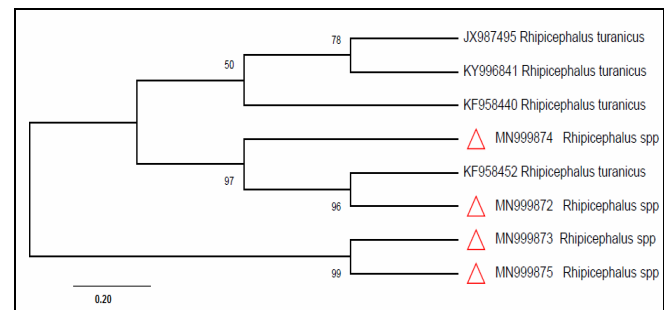 78
JX987495 Rhipicephalus turanicus
50
KY996841 Rhipicephalus turanicus
KF958440 Rhipicephalus turanicus
MN999874 Rhipicephalus spp
97
KF958452 Rhipicephalus turanicus
96
MN999872 Rhipicephalus spp
MN999873 Rhipicephalus spp
99
MN999875 Rhipicephalus spp
0.20